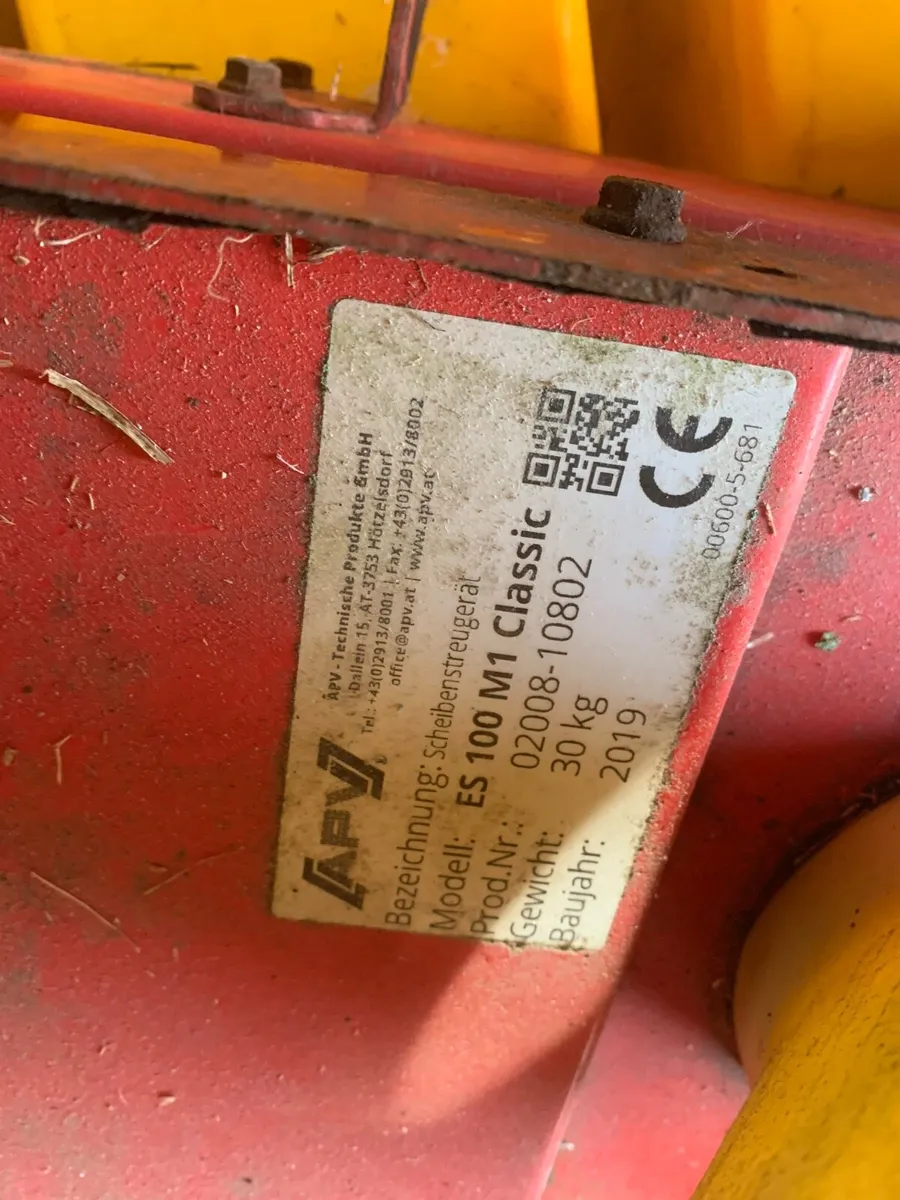 APV
APV - Technische Produkte GmbH
Dallein 15, AT-3753 Hötzelsdorf
Tel.: +43(0)2913/8001 | Fax: +43(0)2913/8002
office@apv.at | www.apv.at
Bezeichnung: Scheibenstreugerät
Modell: ES 100 M1 Classic
Prod.Nr.: 02008-10802
Gewicht: 30 kg
Baujahr: 2019
CE
00600-5-681